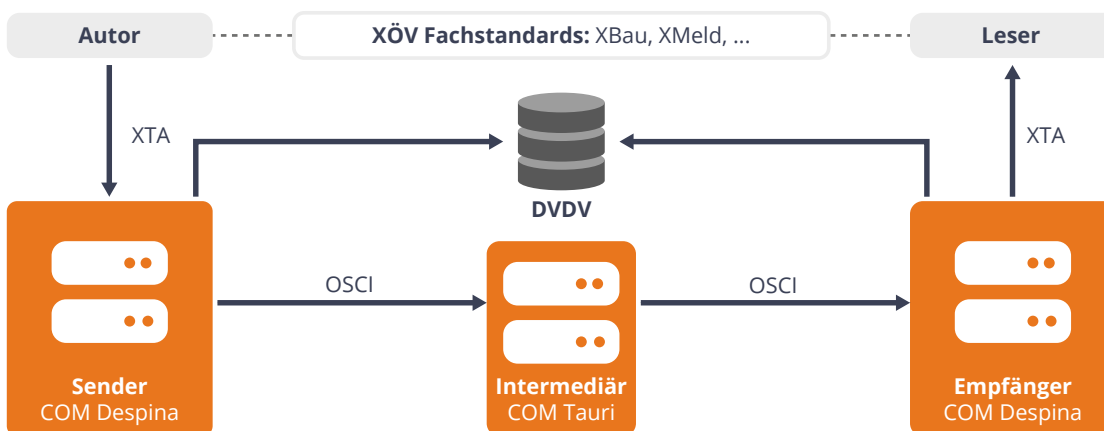 Autor
XÖV Fachstandards: XBau, XMeld, ...
Leser
XTA
XTA
DVDV
OSCI
OSCI
Sender
COM Despina
Intermediär
COM Tauri
Empfänger
COM Despina